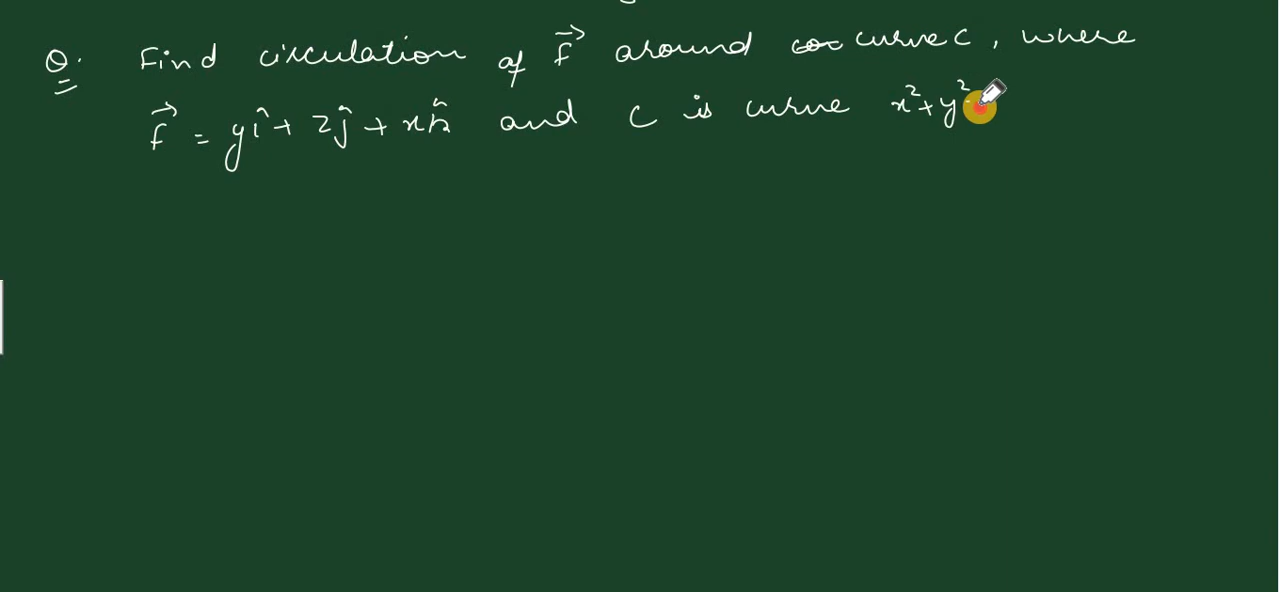 Q. Find circulation of F⃗ around curve C, where
F⃗ = yî + zĵ + xk̂ and C is curve x² + y²